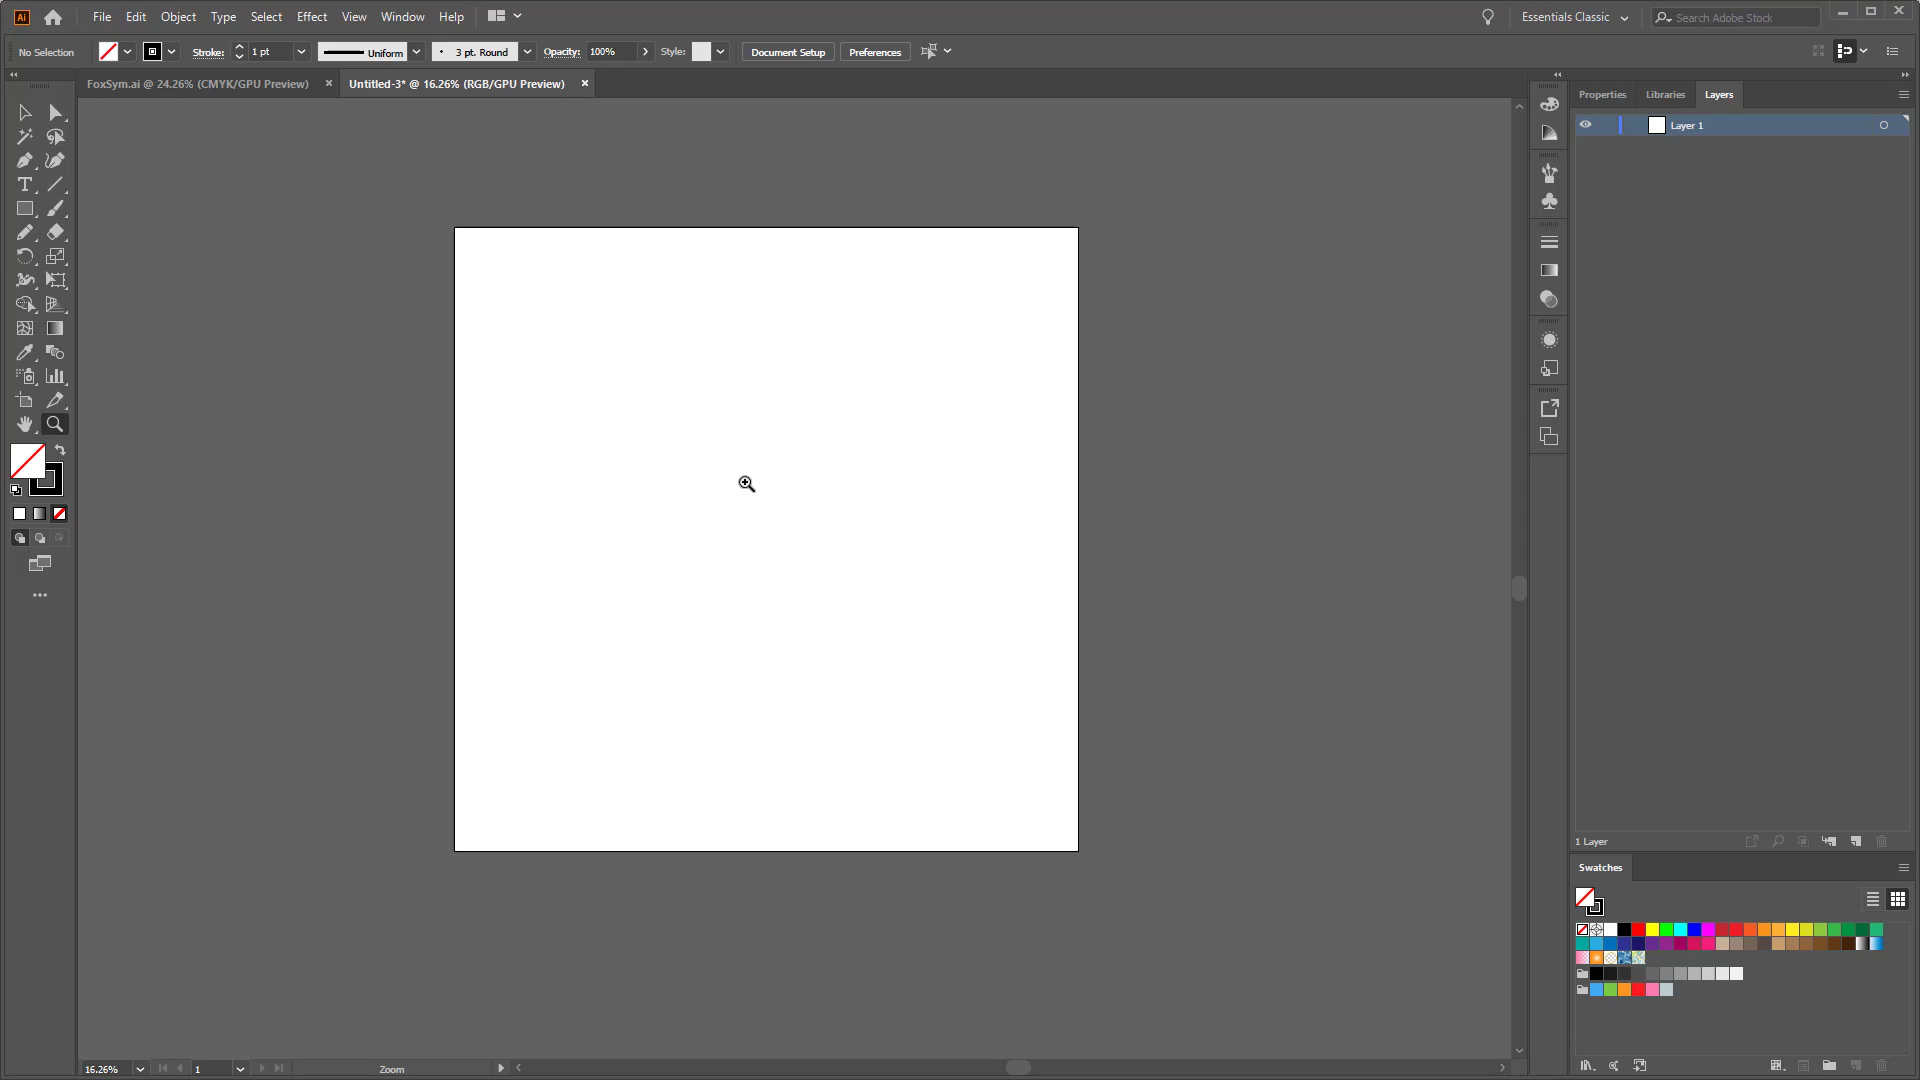 Ai File Edit Object Type Select Effect View Window Help Essentials Classic Search Adobe Stock
No Selection Stroke: 1 pt Uniform 3 pt. Round Opacity: 100% Style: Document Setup Preferences
FoxSym.ai @ 24.26% (CMYK/GPU Preview) Untitled-3* @ 16.26% (RGB/GPU Preview)
Properties Libraries Layers
Layer 1
1 Layer
Swatches
16.26% 1 Zoom